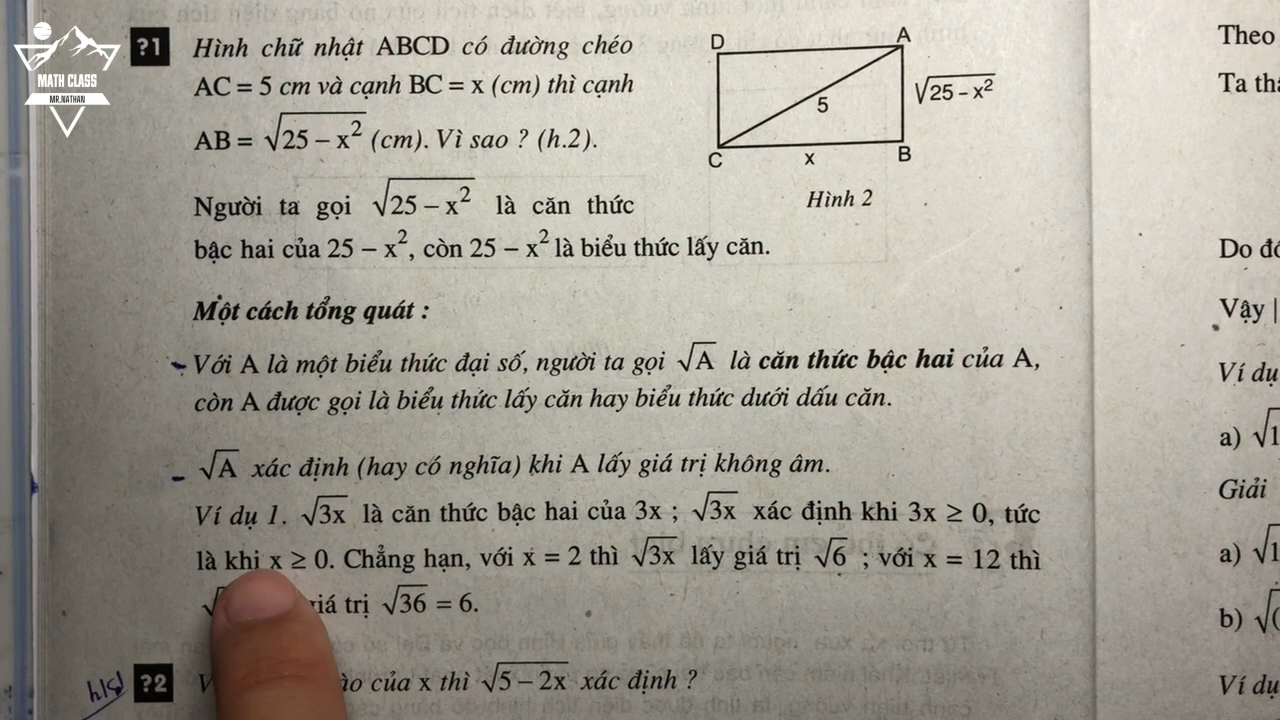 MATH CLASS
MR.NATHAN
?1 Hình chữ nhật ABCD có đường chéo
AC = 5 cm và cạnh BC = x (cm) thì cạnh
AB = √(25 – x²) (cm). Vì sao ? (h.2).
D
A
5
√(25 – x²)
C
x
B
Hình 2
Người ta gọi √(25 – x²) là căn thức
bậc hai của 25 – x², còn 25 – x² là biểu thức lấy căn.
Một cách tổng quát :
Với A là một biểu thức đại số, người ta gọi √A là căn thức bậc hai của A,
còn A được gọi là biểu thức lấy căn hay biểu thức dưới dấu căn.
√A xác định (hay có nghĩa) khi A lấy giá trị không âm.
Ví dụ 1. √3x là căn thức bậc hai của 3x ; √3x xác định khi 3x ≥ 0, tức
là khi x ≥ 0. Chẳng hạn, với x = 2 thì √3x lấy giá trị √6 ; với x = 12 thì
giá trị √36 = 6.
?2 của x thì √(5 – 2x) xác định ?
Theo
Ta
Do
Vậy |
Ví dụ
a) √1
Giải
a) √1
b) √(
Ví dụ